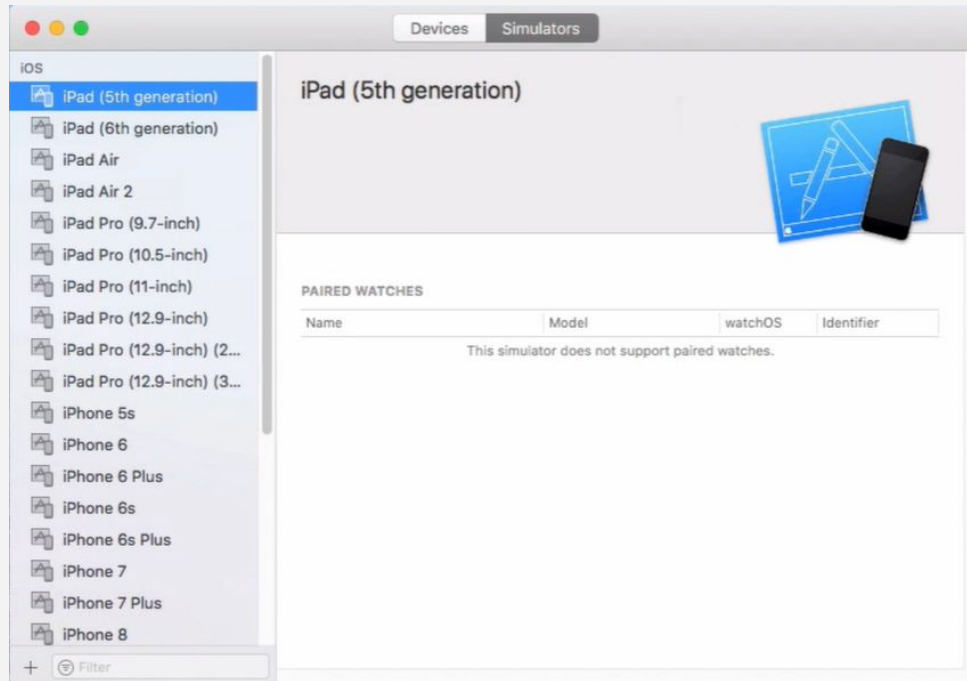 Devices
Simulators
iOS
iPad (5th generation)
iPad (6th generation)
iPad Air
iPad Air 2
iPad Pro (9.7-inch)
iPad Pro (10.5-inch)
iPad Pro (11-inch)
iPad Pro (12.9-inch)
iPad Pro (12.9-inch) (2...
iPad Pro (12.9-inch) (3...
iPhone 5s
iPhone 6
iPhone 6 Plus
iPhone 6s
iPhone 6s Plus
iPhone 7
iPhone 7 Plus
iPhone 8
Filter
iPad (5th generation)
PAIRED WATCHES
Name Model watchOS Identifier
This simulator does not support paired watches.